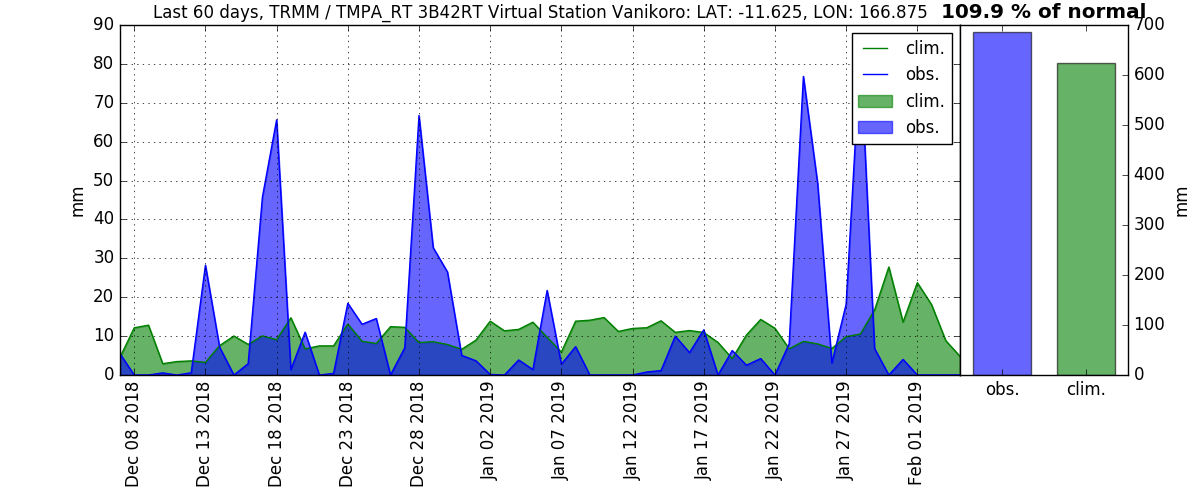 Last 60 days, TRMM / TMPA_RT 3B42RT Virtual Station Vanikoro: LAT: -11.625, LON: 166.875
109.9 % of normal
90
80
70
60
50
40
30
20
10
0
mm
clim.
obs.
clim.
obs.
Dec 08 2018
Dec 13 2018
Dec 18 2018
Dec 23 2018
Dec 28 2018
Jan 02 2019
Jan 07 2019
Jan 12 2019
Jan 17 2019
Jan 22 2019
Jan 27 2019
Feb 01 2019
700
600
500
400
300
200
100
0
mm
obs.
clim.